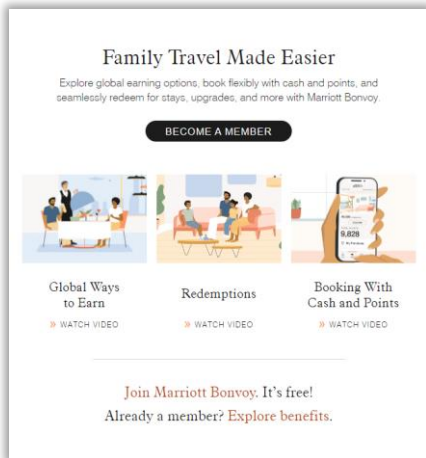 Family Travel Made Easier
Explore global earning options, book flexibly with cash and points, and
seamlessly redeem for stays, upgrades, and more with Marriott Bonvoy.
BECOME A MEMBER
9,828
Global Ways
to Earn
Redemptions
Booking With
Cash and Points
» WATCH VIDEO
» WATCH VIDEO
» WATCH VIDEO
Join Marriott Bonvoy. It's free!
Already a member? Explore benefits.